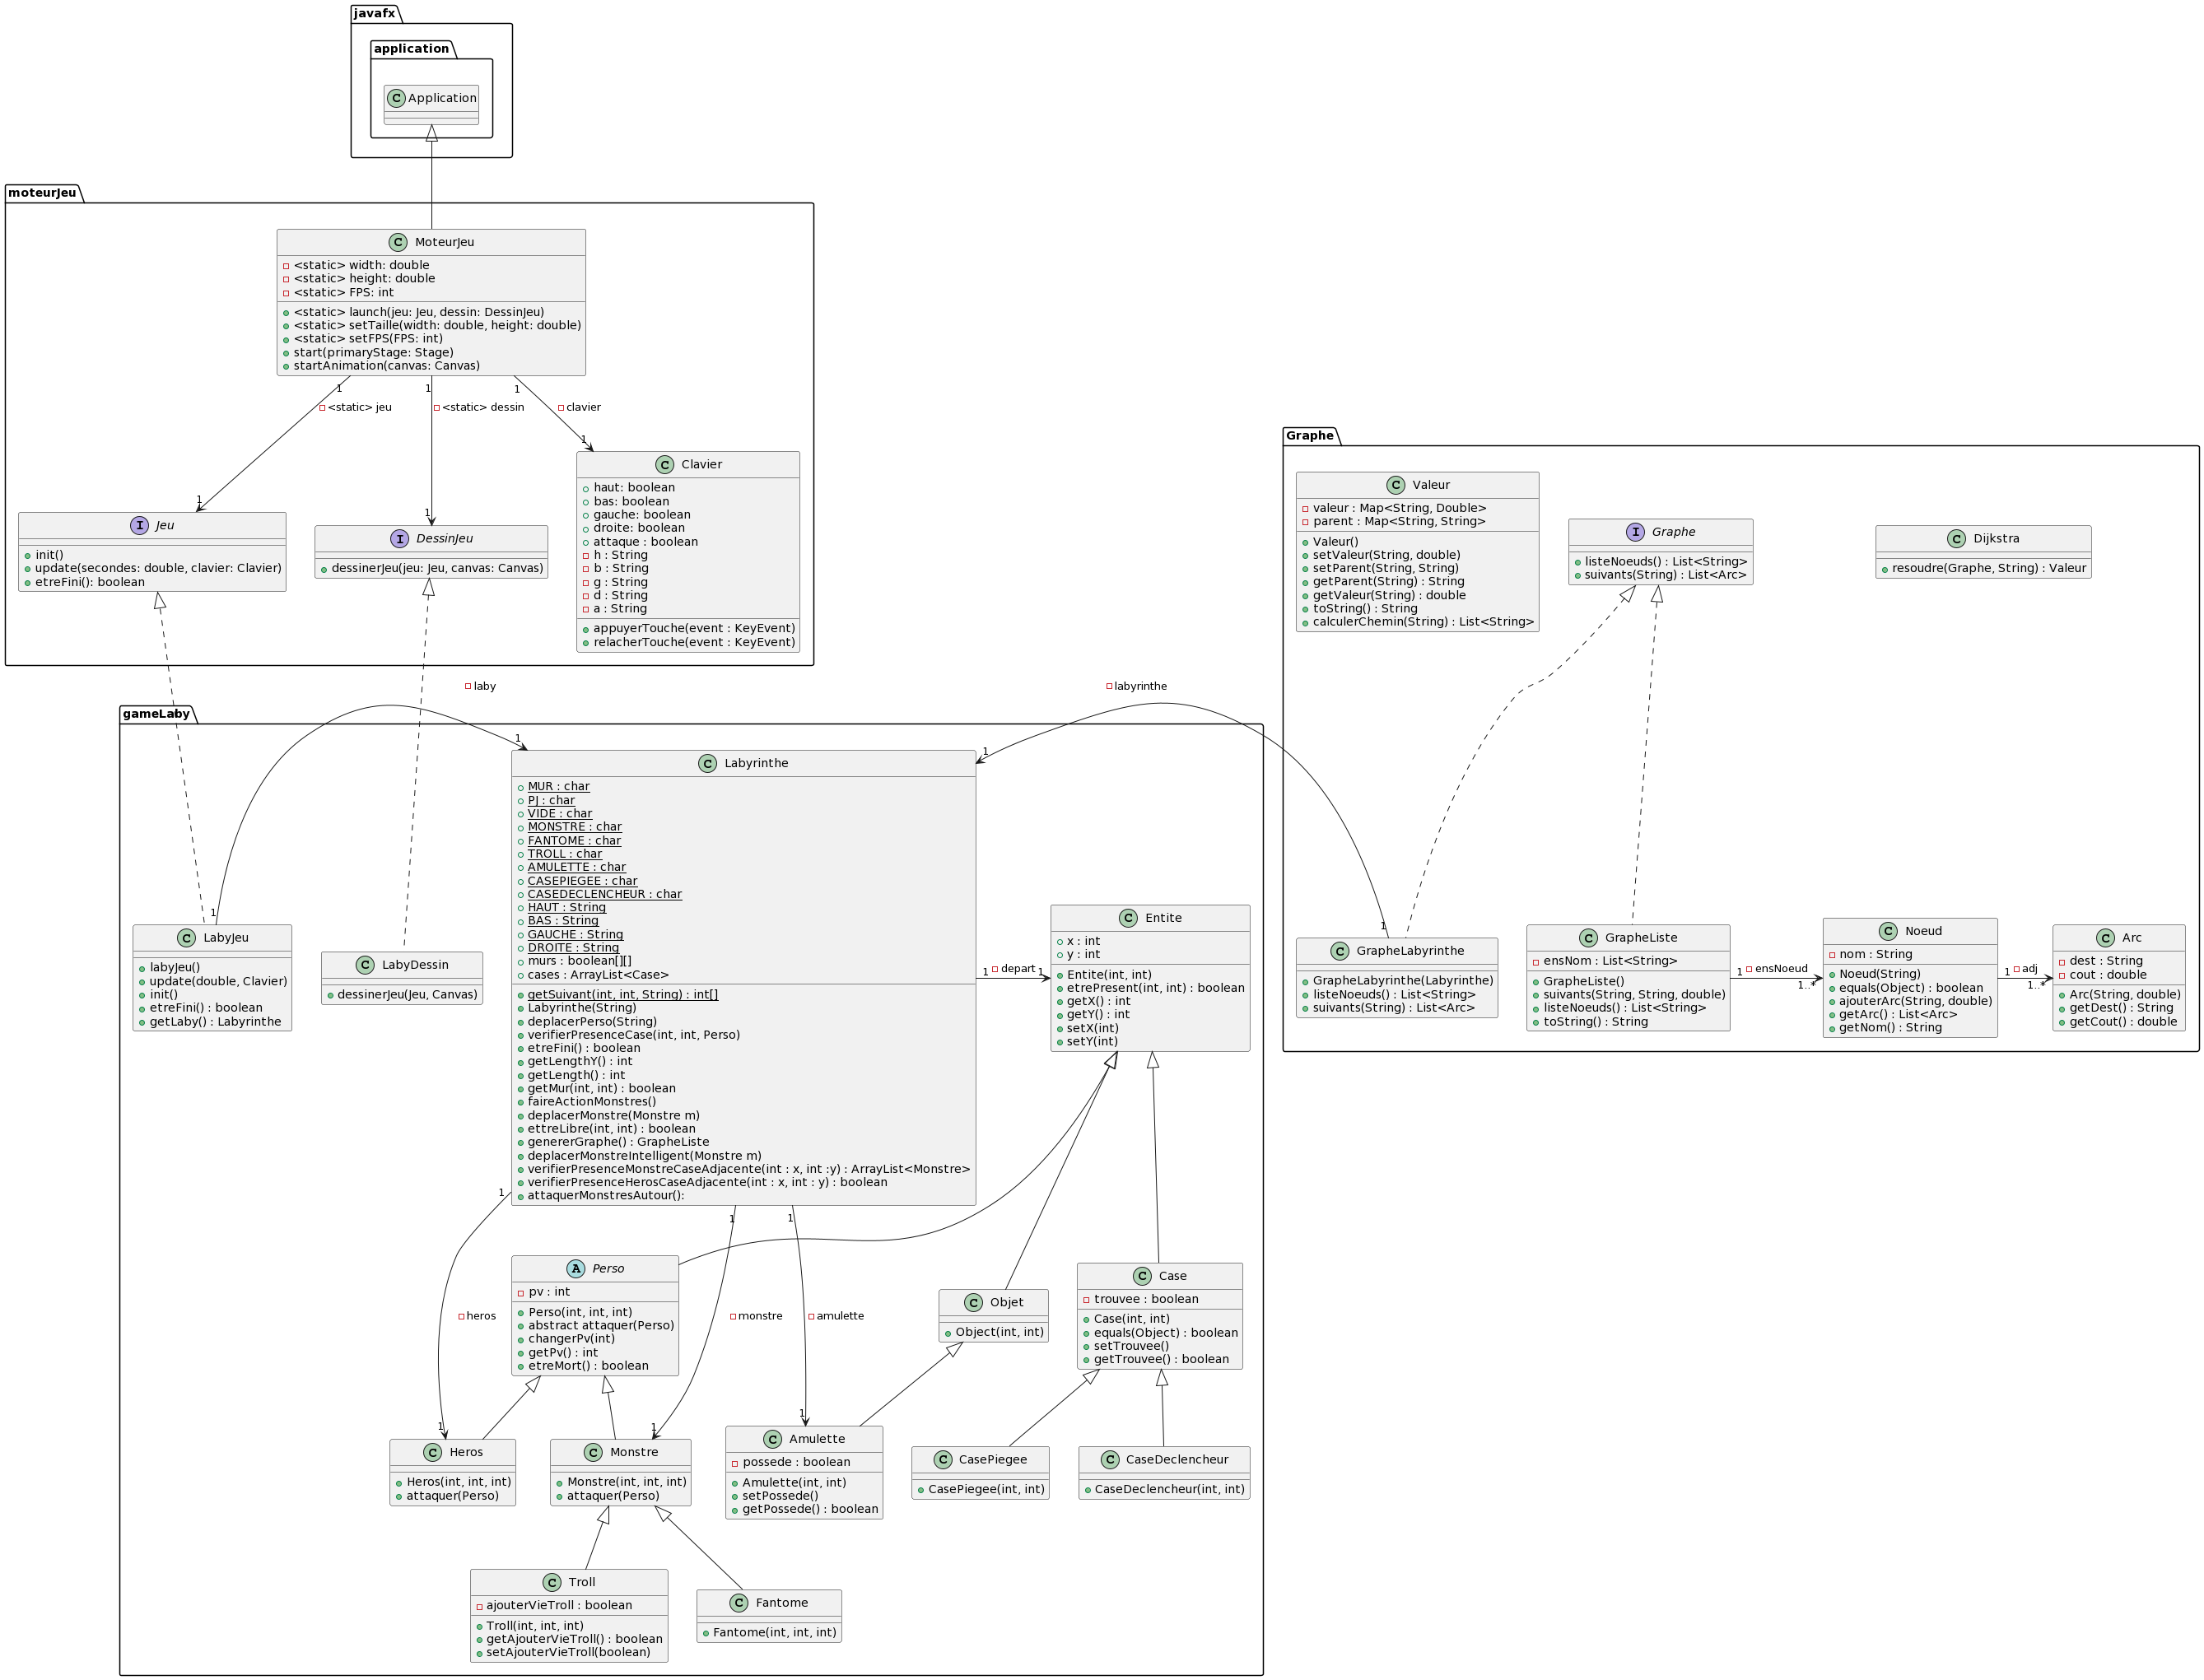 javafx
application
Application
moteurJeu
MoteurJeu
<static> width: double
<static> height: double
<static> FPS: int
<static> launch(jeu: Jeu, dessin: DessinJeu)
<static> setTaille(width: double, height: double)
<static> setFPS(FPS: int)
start(primaryStage: Stage)
startAnimation(canvas: Canvas)
1
1
1
<static> jeu
<static> dessin
clavier
1
1
1
Jeu
init()
update(secondes: double, clavier: Clavier)
etreFini(): boolean
DessinJeu
dessinerJeu(jeu: Jeu, canvas: Canvas)
Clavier
haut: boolean
bas: boolean
gauche: boolean
droite: boolean
attaque : boolean
h : String
b : String
g : String
d : String
a : String
appuyerTouche(event : KeyEvent)
relacherTouche(event : KeyEvent)
Graphe
Valeur
valeur : Map<String, Double>
parent : Map<String, String>
Valeur()
setValeur(String, double)
setParent(String, String)
getParent(String) : String
getValeur(String) : double
toString() : String
calculerChemin(String) : List<String>
Graphe
listeNoeuds() : List<String>
suivants(String) : List<Arc>
Dijkstra
resoudre(Graphe, String) : Valeur
laby
labyrinthe
gameLaby
1
1
Labyrinthe
MUR : char
PJ : char
VIDE : char
MONSTRE : char
FANTOME : char
TROLL : char
AMULETTE : char
CASEPIEGEE : char
CASEDECLENCHEUR : char
HAUT : String
BAS : String
GAUCHE : String
DROITE : String
murs : boolean[][]
cases : ArrayList<Case>
getSuivant(int, int, String) : int[]
Labyrinthe(String)
deplacerPerso(String)
verifierPresenceCase(int, int, Perso)
etreFini() : boolean
getLengthY() : int
getLength() : int
getMur(int, int) : boolean
faireActionMonstres()
deplacerMonstre(Monstre m)
ettreLibre(int, int) : boolean
genererGraphe() : GrapheListe
deplacerMonstreIntelligent(Monstre m)
verifierPresenceMonstreCaseAdjacente(int : x, int :y) : ArrayList<Monstre>
verifierPresenceHerosCaseAdjacente(int : x, int : y) : boolean
attaquerMonstresAutour():
1
LabyJeu
labyJeu()
update(double, Clavier)
init()
etreFini() : boolean
getLaby() : Labyrinthe
LabyDessin
dessinerJeu(Jeu, Canvas)
1
depart
1
Entite
x : int
y : int
Entite(int, int)
etrePresent(int, int) : boolean
getX() : int
getY() : int
setX(int)
setY(int)
1
GrapheLabyrinthe
GrapheLabyrinthe(Labyrinthe)
listeNoeuds() : List<String>
suivants(String) : List<Arc>
GrapheListe
ensNom : List<String>
GrapheListe()
suivants(String, String, double)
listeNoeuds() : List<String>
toString() : String
1
ensNoeud
1..*
Noeud
nom : String
Noeud(String)
equals(Object) : boolean
ajouterArc(String, double)
getArc() : List<Arc>
getNom() : String
1
adj
1..*
Arc
dest : String
cout : double
Arc(String, double)
getDest() : String
getCout() : double
1
1
1
heros
monstre
amulette
Perso
pv : int
Perso(int, int, int)
abstract attaquer(Perso)
changerPv(int)
getPv() : int
etreMort() : boolean
Objet
Object(int, int)
Case
trouvee : boolean
Case(int, int)
equals(Object) : boolean
setTrouvee()
getTrouvee() : boolean
1
1
1
Heros
Heros(int, int, int)
attaquer(Perso)
Monstre
Monstre(int, int, int)
attaquer(Perso)
Amulette
possede : boolean
Amulette(int, int)
setPossede()
getPossede() : boolean
CasePiegee
CasePiegee(int, int)
CaseDeclencheur
CaseDeclencheur(int, int)
Troll
ajouterVieTroll : boolean
Troll(int, int, int)
getAjouterVieTroll() : boolean
setAjouterVieTroll(boolean)
Fantome
Fantome(int, int, int)